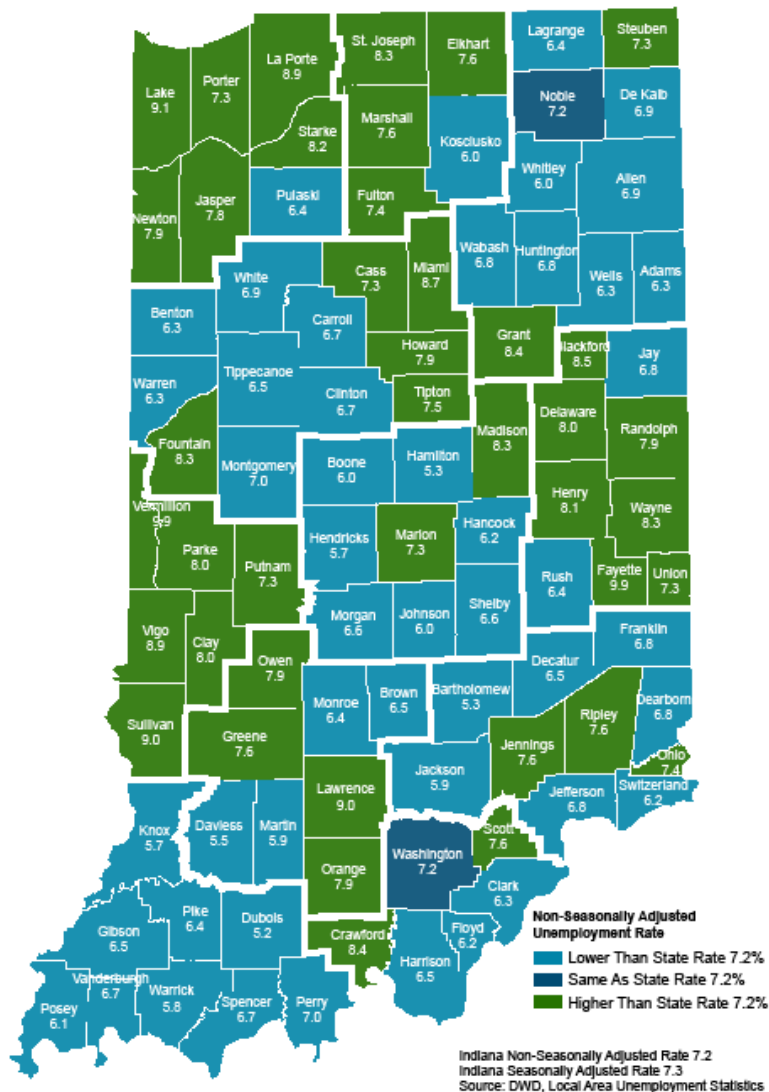 Lagrange
6.4
Steuben
7.3
St. Joseph
8.3
Elkhart
7.6
La Porte
8.9
Porter
7.3
Lake
9.1
Noble
7.2
De Kalb
6.9
Marshall
7.6
Starke
8.2
Kosciusko
6.0
Whitley
6.0
Allen
6.9
Pulaski
6.4
Fulton
7.4
Jasper
7.8
Newton
7.9
Wabash
6.8
Huntington
6.8
Wells
6.3
Adams
6.3
White
6.9
Cass
7.3
Miami
8.7
Benton
6.3
Carroll
6.7
Howard
7.9
Grant
8.4
Blackford
8.5
Jay
6.8
Warren
6.3
Tippecanoe
6.5
Clinton
6.7
Tipton
7.5
Madison
8.3
Delaware
8.0
Randolph
7.9
Fountain
8.3
Montgomery
7.0
Boone
6.0
Hamilton
5.3
Henry
8.1
Wayne
8.3
Vermillion
9.9
Parke
8.0
Putnam
7.3
Hendricks
5.7
Marion
7.3
Hancock
6.2
Rush
6.4
Fayette
9.9
Union
7.3
Vigo
8.9
Clay
8.0
Morgan
6.6
Johnson
6.0
Shelby
6.6
Franklin
6.8
Owen
7.9
Decatur
6.5
Sullivan
9.0
Greene
7.6
Monroe
6.4
Brown
6.5
Bartholomew
5.3
Dearborn
6.8
Ripley
7.6
Jennings
7.6
Ohio
7.4
Jackson
5.9
Lawrence
9.0
Jefferson
6.8
Switzerland
6.2
Knox
5.7
Daviess
5.5
Martin
5.9
Scott
7.6
Washington
7.2
Orange
7.9
Clark
6.3
Gibson
6.5
Pike
6.4
Dubois
5.2
Crawford
8.4
Floyd
6.2
Harrison
6.5
Posey
6.1
Vanderburgh
6.7
Warrick
5.8
Spencer
6.7
Perry
7.0
Non-Seasonally Adjusted
Unemployment Rate
Lower Than State Rate 7.2%
Same As State Rate 7.2%
Higher Than State Rate 7.2%
Indiana Non-Seasonally Adjusted Rate 7.2
Indiana Seasonally Adjusted Rate 7.3
Source: DWD, Local Area Unemployment Statistics